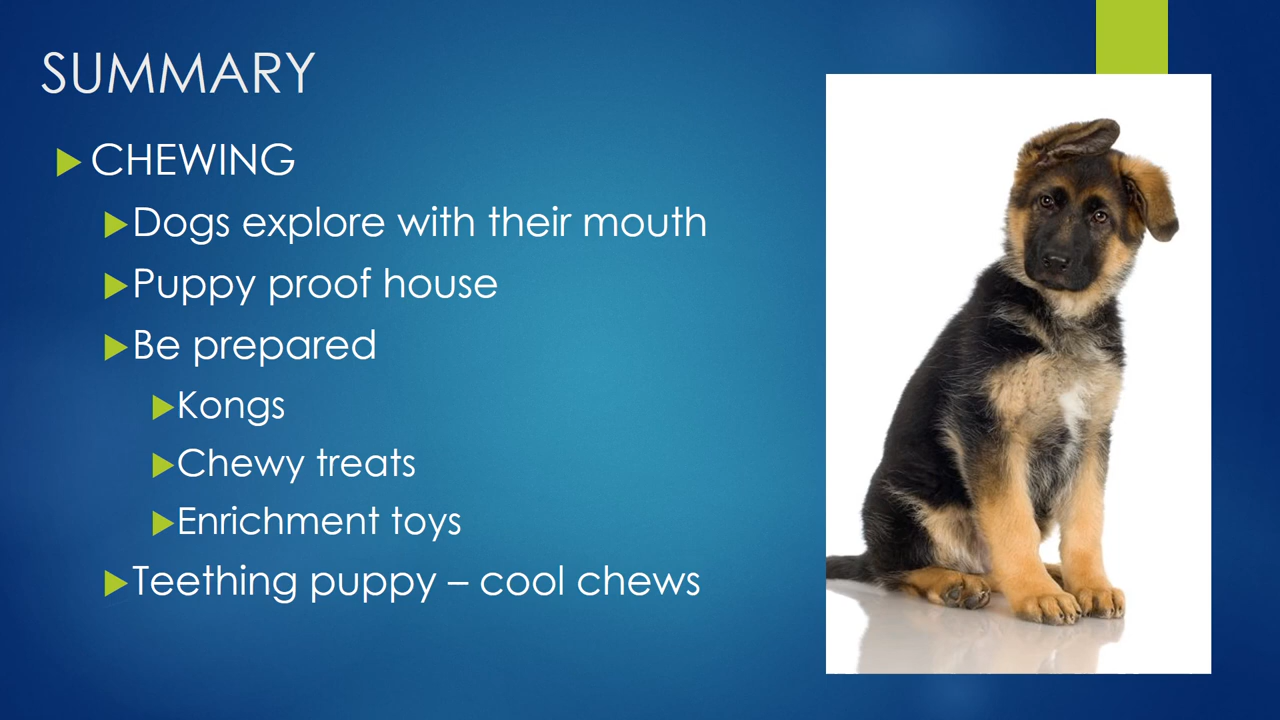 SUMMARY
CHEWING
Dogs explore with their mouth
Puppy proof house
Be prepared
Kongs
Chewy treats
Enrichment toys
Teething puppy – cool chews